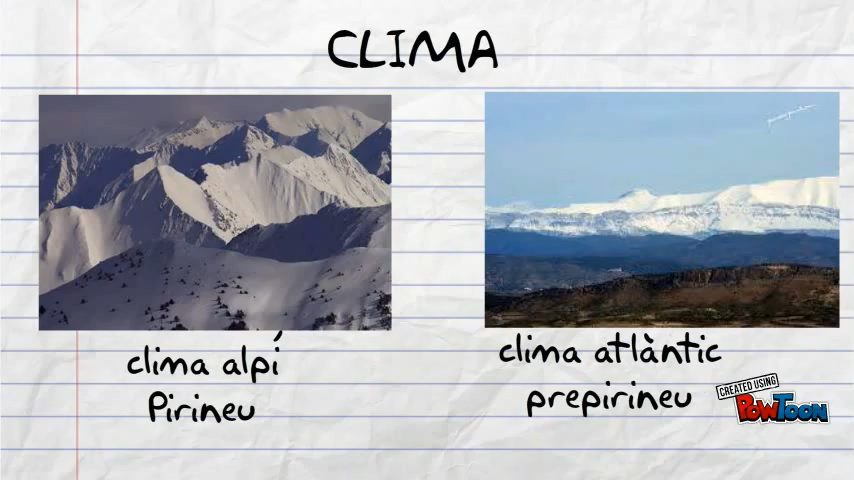 CLIMA
clima alpí
Pirineu
clima atlàntic
prepirineu
CREATED USING
POWTOON